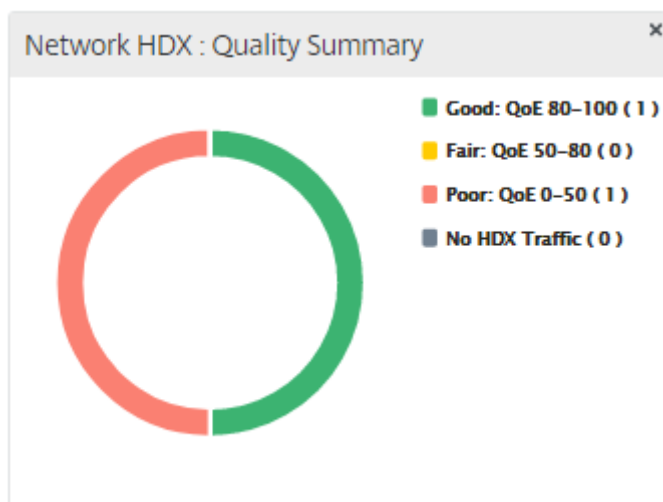 Network HDX : Quality Summary
×
Good: QoE 80–100 ( 1 )
Fair: QoE 50–80 ( 0 )
Poor: QoE 0–50 ( 1 )
No HDX Traffic ( 0 )